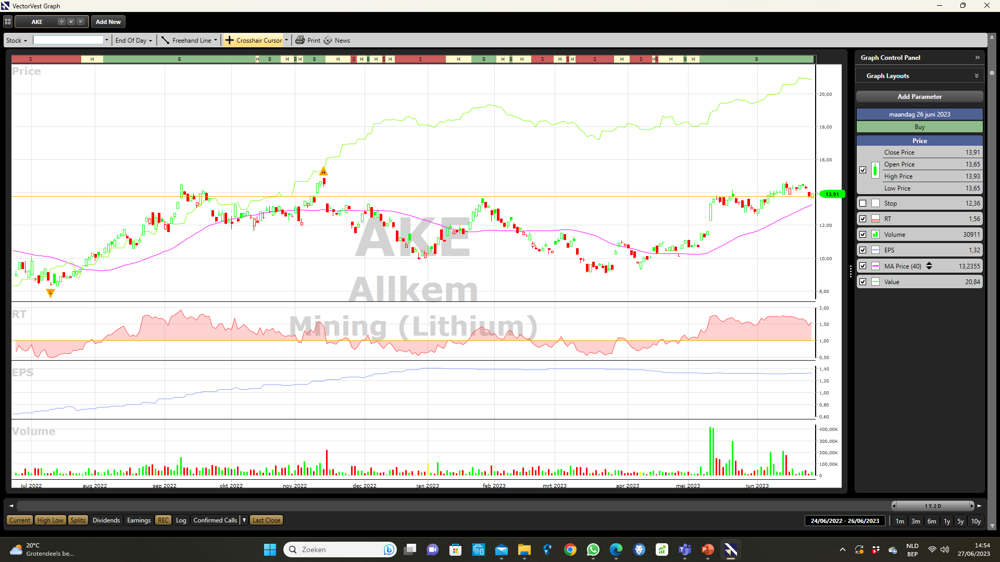 VectorVest Graph
AKE
Add New
Stock
End Of Day
Freehand Line
Crosshair Cursor
Print
News
S H B H B H B H B H S H B H S H S H B H B H S H S H S H S H S H B H B
Price
20,00
18,00
16,00
13,91
12,00
10,00
8,00
H
L
AKE
Allkem
Mining (Lithium)
RT
2,00
1,50
1,00
0,50
EPS
1,40
1,20
1,00
0,80
0,60
Volume
400,00K
300,00K
200,00K
100,00K
0
jul 2022 aug 2022 sep 2022 okt 2022 nov 2022 dec 2022 jan 2023 feb 2023 mrt 2023 apr 2023 mei 2023 jun 2023
Graph Control Panel
Graph Layouts
Add Parameter
maandag 26 juni 2023
Buy
Price
Close Price 13,91
Open Price 13,65
High Price 13,93
Low Price 13,65
Stop 12,36
RT 1,56
Volume 30911
EPS 1,32
MA Price (40) 13,2355
Value 20,84
1 Y, 2 D
Current High Low Splits Dividends Earnings REC Log Confirmed Calls Last Close
24/06/2022 - 26/06/2023
1m 3m 6m 1y 5y 10y
20°C
Grotendeels be...
Zoeken
NLD
BEP
14:54
27/06/2023